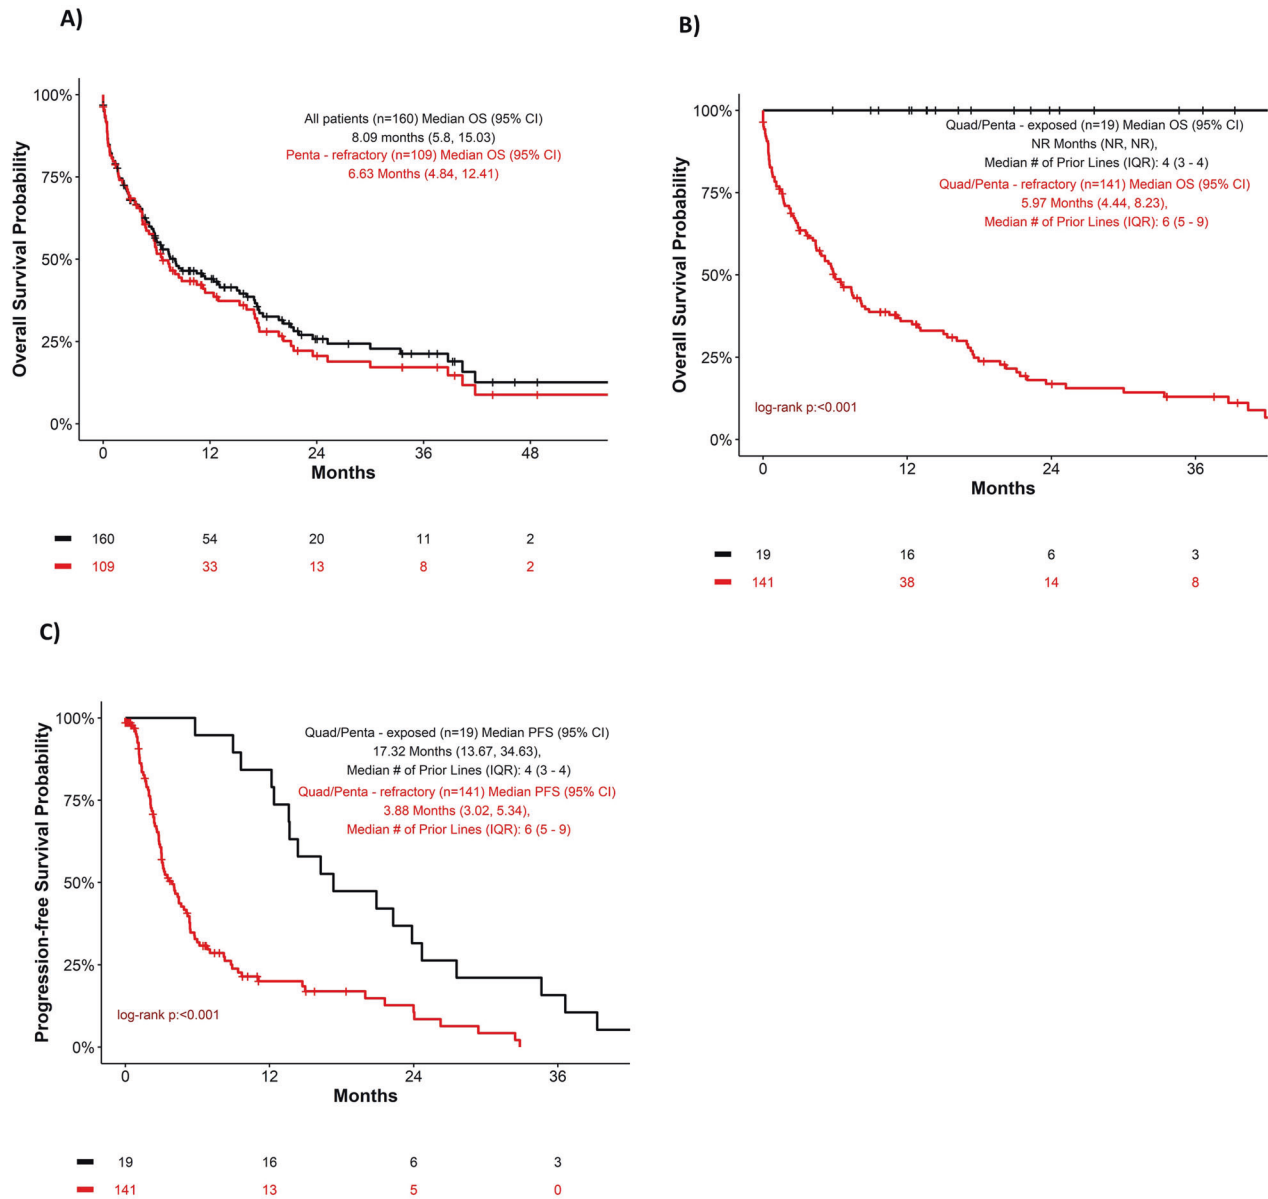 A)
Overall Survival Probability
100%
75%
50%
25%
0%
All patients (n=160) Median OS (95% CI)
8.09 months (5.8, 15.03)
Penta - refractory (n=109) Median OS (95% CI)
6.63 Months (4.84, 12.41)
0 12 24 36 48
Months
160 54 20 11 2
109 33 13 8 2
B)
Overall Survival Probability
100%
75%
50%
25%
0%
Quad/Penta - exposed (n=19) Median OS (95% CI)
NR Months (NR, NR),
Median # of Prior Lines (IQR): 4 (3 - 4)
Quad/Penta - refractory (n=141) Median OS (95% CI)
5.97 Months (4.44, 8.23),
Median # of Prior Lines (IQR): 6 (5 - 9)
log-rank p:<0.001
0 12 24 36
Months
19 16 6 3
141 38 14 8
C)
Progression-free Survival Probability
100%
75%
50%
25%
0%
Quad/Penta - exposed (n=19) Median PFS (95% CI)
17.32 Months (13.67, 34.63),
Median # of Prior Lines (IQR): 4 (3 - 4)
Quad/Penta - refractory (n=141) Median PFS (95% CI)
3.88 Months (3.02, 5.34),
Median # of Prior Lines (IQR): 6 (5 - 9)
log-rank p:<0.001
0 12 24 36
Months
19 16 6 3
141 13 5 0